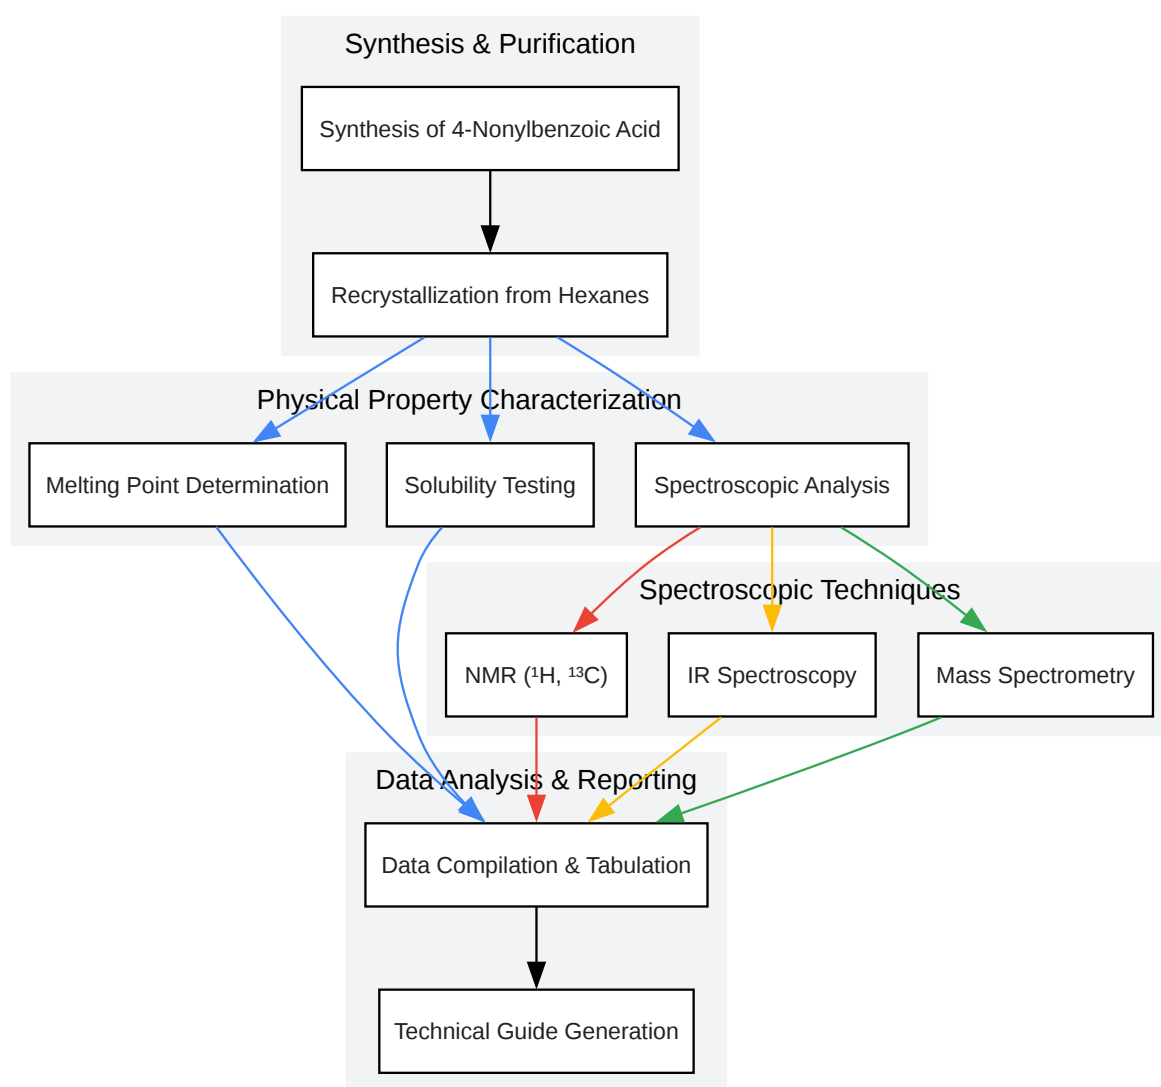 Synthesis & Purification
Synthesis of 4-Nonylbenzoic Acid
Recrystallization from Hexanes
Physical Property Characterization
Melting Point Determination
Solubility Testing
Spectroscopic Analysis
Spectroscopic Techniques
NMR (¹H, ¹³C)
IR Spectroscopy
Mass Spectrometry
Data Analysis & Reporting
Data Compilation & Tabulation
Technical Guide Generation